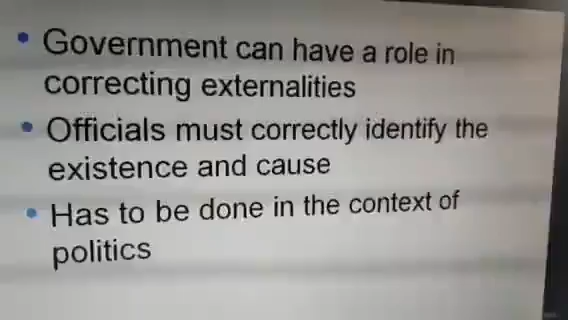 • Government can have a role in
correcting externalities
• Officials must correctly identify the
existence and cause
• Has to be done in the context of
politics